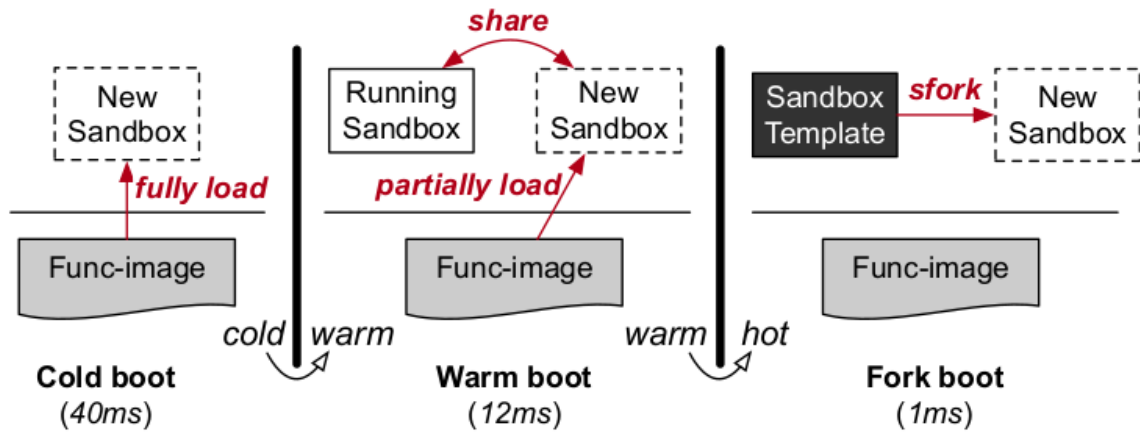 share
New
Sandbox
fully load
Func-image
Running
Sandbox
New
Sandbox
partially load
Func-image
Sandbox
Template
sfork
New
Sandbox
Func-image
cold
warm
warm
hot
Cold boot
(40ms)
Warm boot
(12ms)
Fork boot
(1ms)